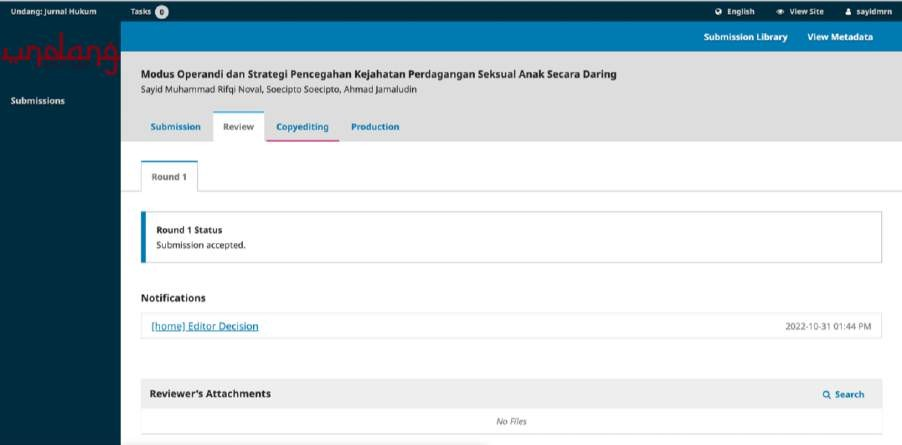 Undang: Jurnal Hukum Tasks 0 English View Site sayidmrn
undang
Submission Library View Metadata
Modus Operandi dan Strategi Pencegahan Kejahatan Perdagangan Seksual Anak Secara Daring
Sayid Muhammad Rifqi Noval, Soecipto Soecipto, Ahmad Jamaludin
Submissions
Submission Review Copyediting Production
Round 1
Round 1 Status
Submission accepted.
Notifications
[home] Editor Decision 2022-10-31 01:44 PM
Reviewer's Attachments Search
No Files